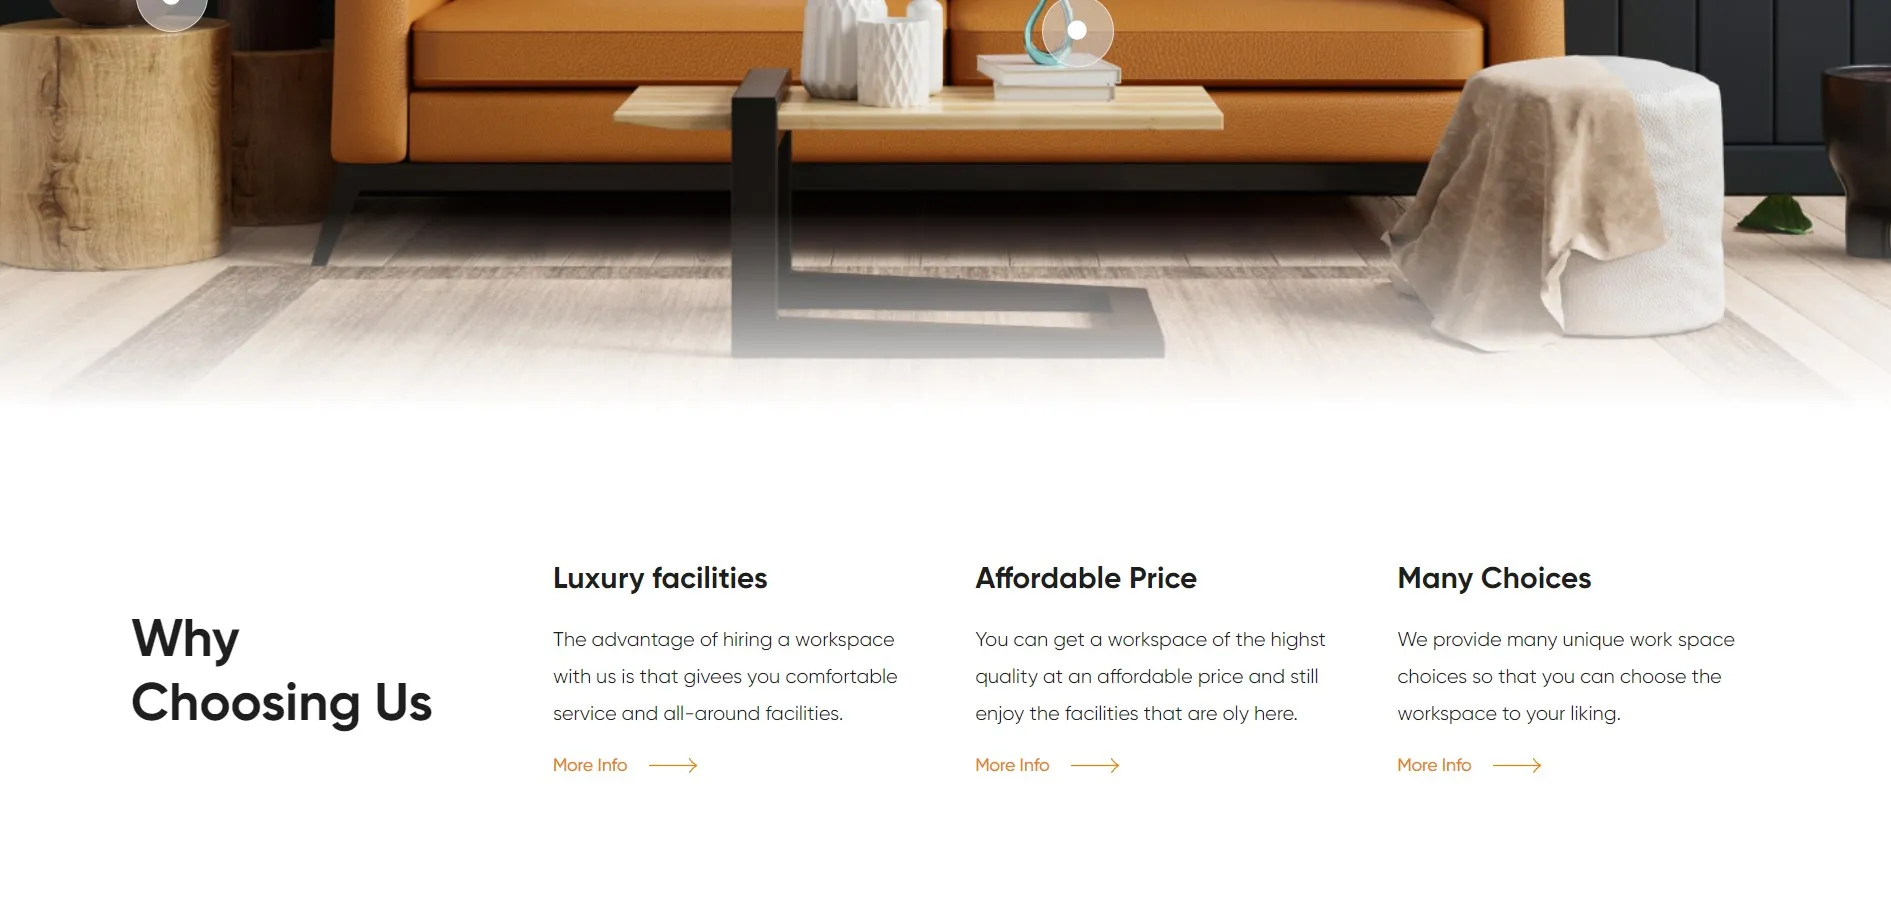 Why
Choosing Us
Luxury facilities
The advantage of hiring a workspace
with us is that givees you comfortable
service and all-around facilities.
More Info
Affordable Price
You can get a workspace of the highst
quality at an affordable price and still
enjoy the facilities that are oly here.
More Info
Many Choices
We provide many unique work space
choices so that you can choose the
workspace to your liking.
More Info